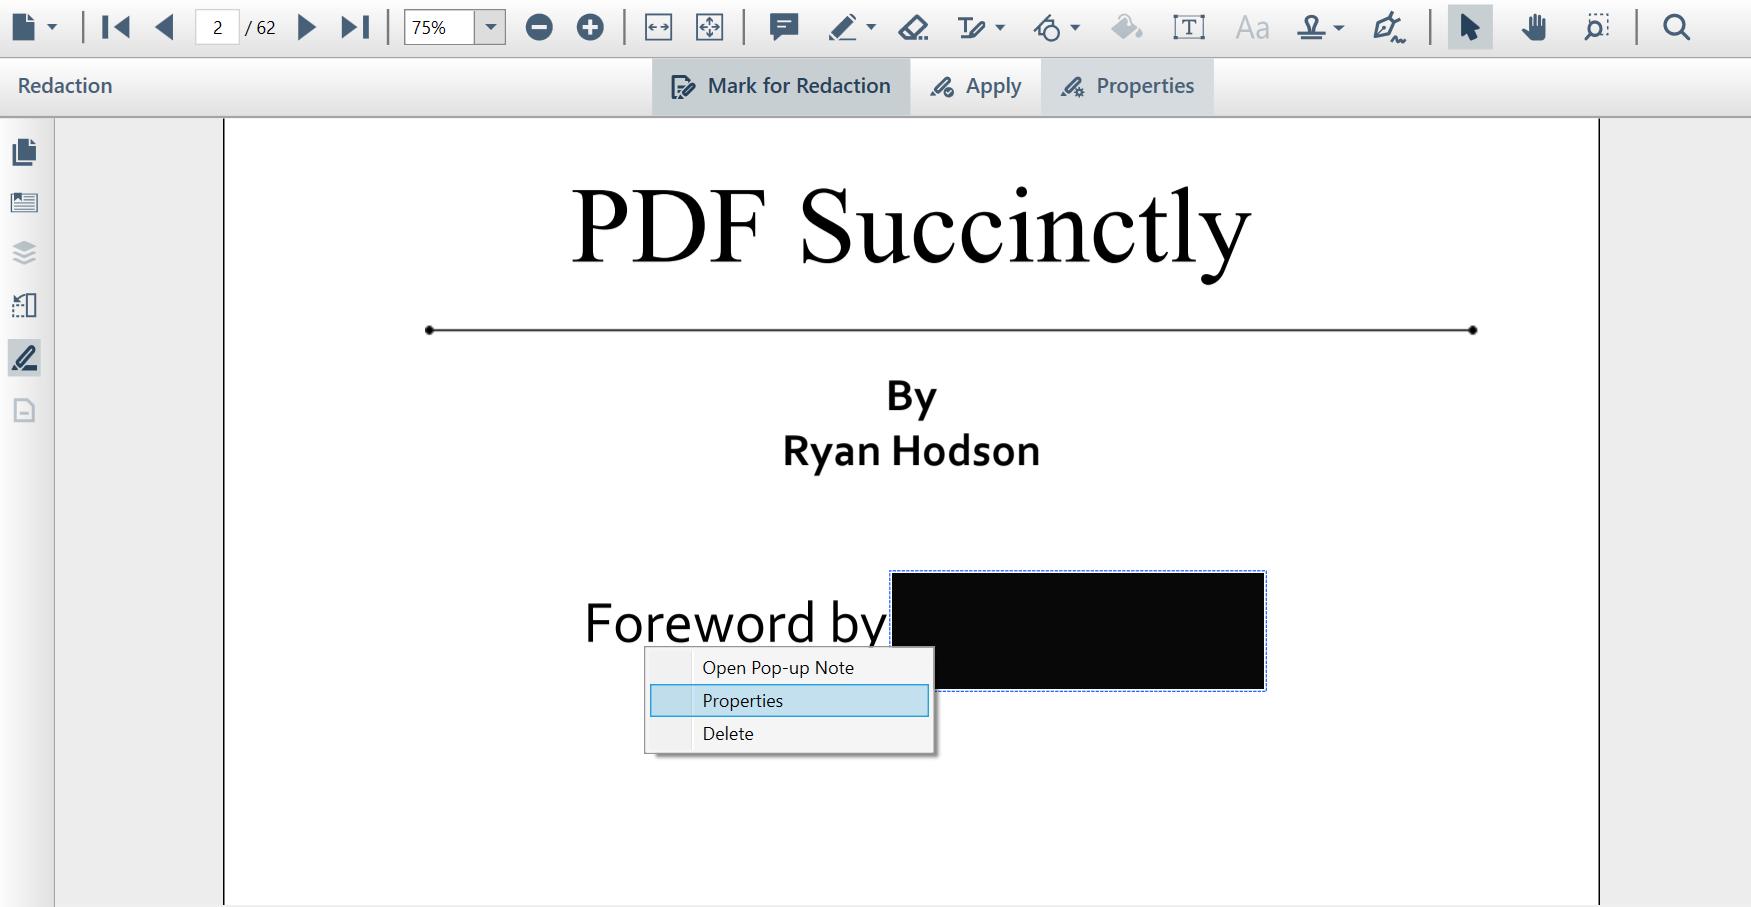 2 / 62 75% T Aa
Redaction Mark for Redaction Apply Properties
PDF Succinctly
By
Ryan Hodson
Foreword by
Open Pop-up Note
Properties
Delete